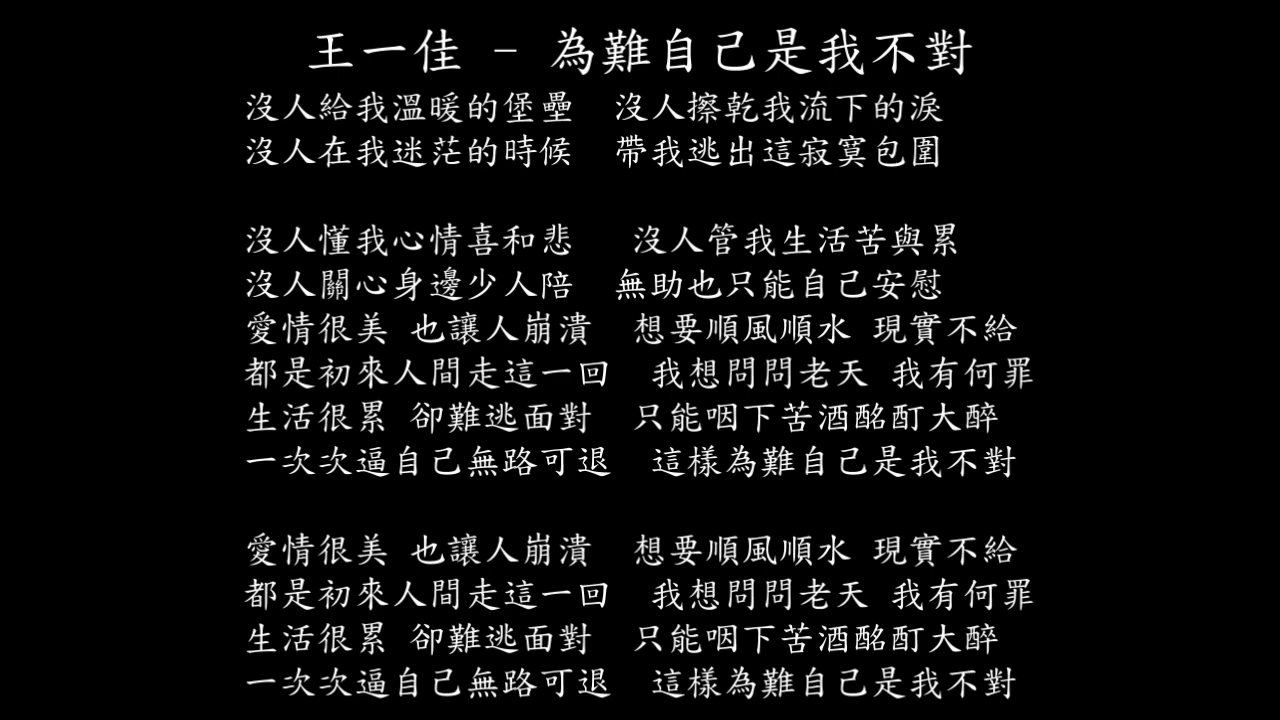 王一佳 - 為難自己是我不對
沒人給我溫暖的堡壘　沒人擦乾我流下的淚
沒人在我迷茫的時候　帶我逃出這寂寞包圍
沒人懂我心情喜和悲　沒人管我生活苦與累
沒人關心身邊少人陪　無助也只能自己安慰
愛情很美 也讓人崩潰　想要順風順水 現實不給
都是初來人間走這一回　我想問問老天 我有何罪
生活很累 卻難逃面對　只能咽下苦酒酩酊大醉
一次次逼自己無路可退　這樣為難自己是我不對
愛情很美 也讓人崩潰　想要順風順水 現實不給
都是初來人間走這一回　我想問問老天 我有何罪
生活很累 卻難逃面對　只能咽下苦酒酩酊大醉
一次次逼自己無路可退　這樣為難自己是我不對